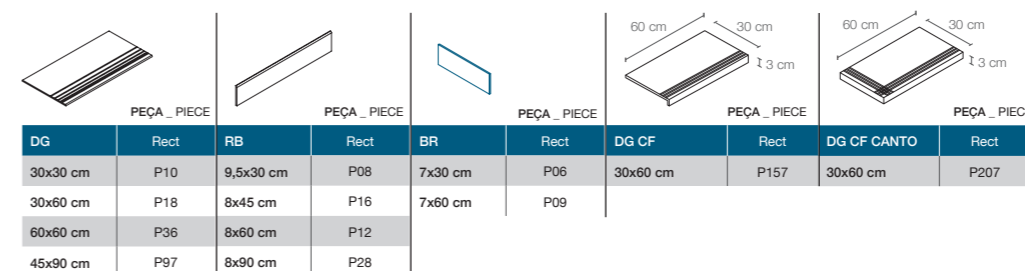 60 cm 30 cm 60 cm 30 cm
3 cm 3 cm
PEÇA _ PIECE PEÇA _ PIECE PEÇA _ PIECE PEÇA _ PIECE PEÇA _ PIEC
DG Rect RB Rect BR Rect DG CF Rect DG CF CANTO Rect
30x30 cm P10 9,5x30 cm P08 7x30 cm P06 30x60 cm P157 30x60 cm P207
30x60 cm P18 8x45 cm P16 7x60 cm P09
60x60 cm P36 8x60 cm P12
45x90 cm P97 8x90 cm P28